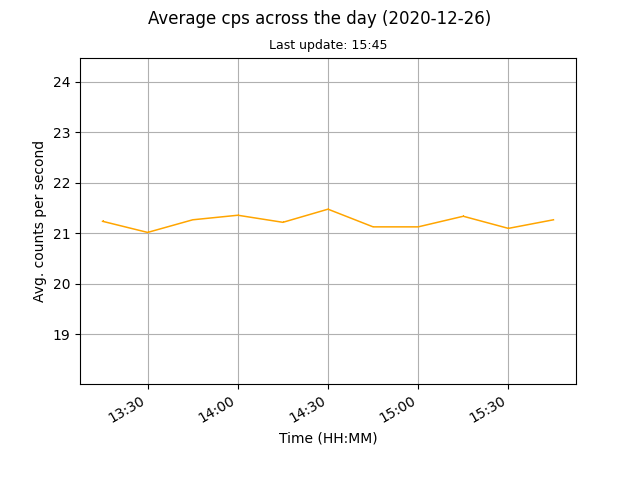 Average cps across the day (2020-12-26)
Last update: 15:45
24
23
22
21
20
19
Avg. counts per second
13:30
14:00
14:30
15:00
15:30
Time (HH:MM)